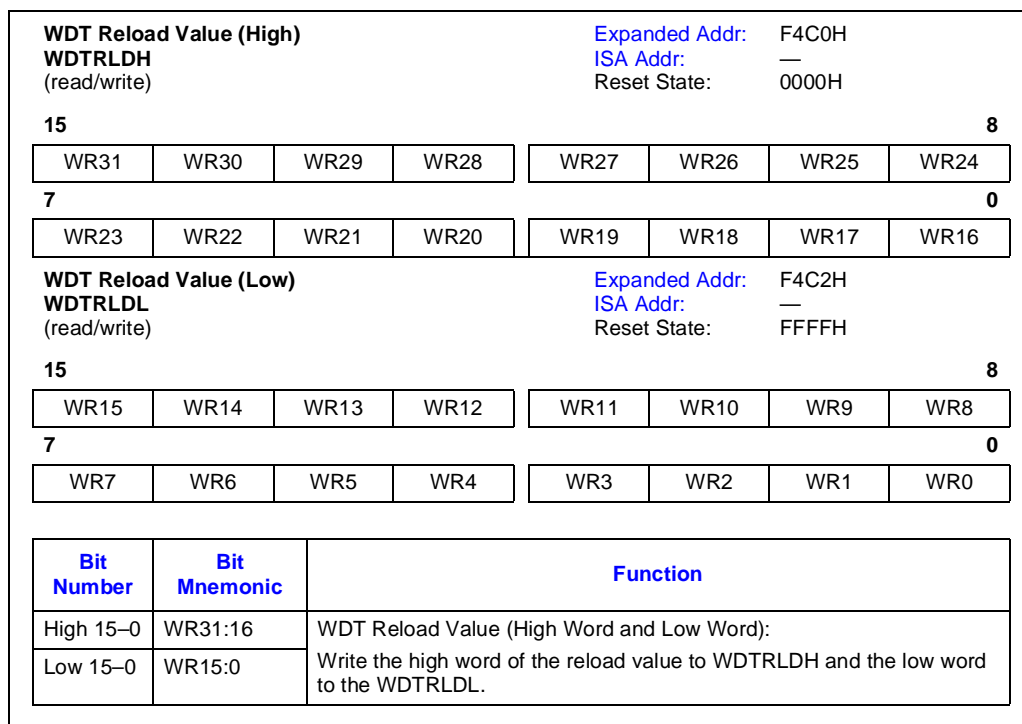 WDT Reload Value (High) Expanded Addr: F4C0H
WDTRLDH ISA Addr: —
(read/write) Reset State: 0000H
15 8
WR31 WR30 WR29 WR28 WR27 WR26 WR25 WR24
7 0
WR23 WR22 WR21 WR20 WR19 WR18 WR17 WR16
WDT Reload Value (Low) Expanded Addr: F4C2H
WDTRLDL ISA Addr: —
(read/write) Reset State: FFFFH
15 8
WR15 WR14 WR13 WR12 WR11 WR10 WR9 WR8
7 0
WR7 WR6 WR5 WR4 WR3 WR2 WR1 WR0
Bit Number Bit Mnemonic Function
High 15–0 WR31:16 WDT Reload Value (High Word and Low Word):
Low 15–0 WR15:0 Write the high word of the reload value to WDTRLDH and the low word
to the WDTRLDL.